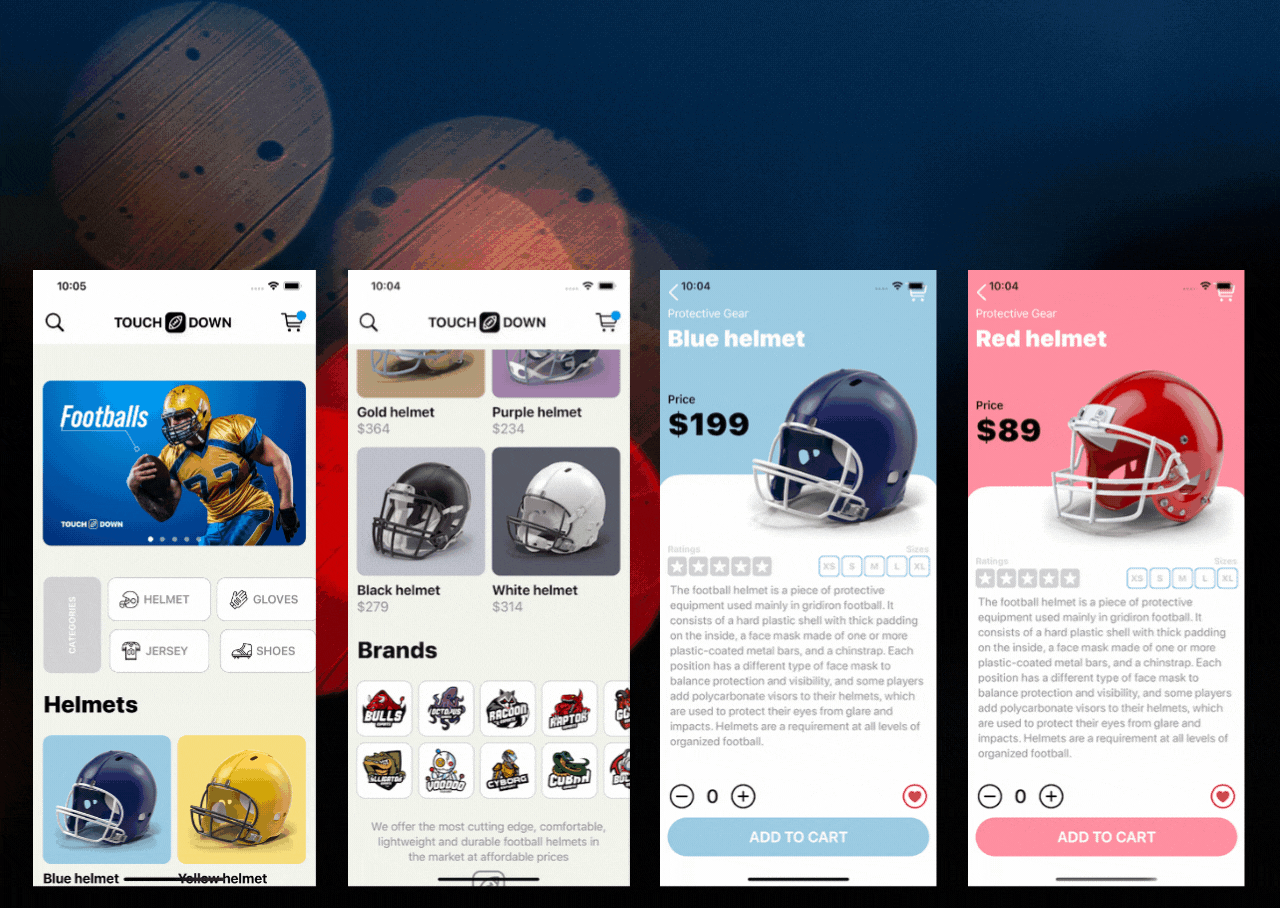 10:05
TOUCH DOWN
Footballs
TOUCH DOWN
CATEGORIES
HELMET
GLOVES
JERSEY
SHOES
Helmets
Blue helmet
Yellow helmet
10:04
TOUCH DOWN
Gold helmet
Purple helmet
$364
$234
Black helmet
White helmet
$279
$314
Brands
BULLS
OCTOPUS
RACOON
RAPTOR
ALLIGATOR
VOODOO
CYBORG
COBRA
We offer the most cutting edge, comfortable,
lightweight and durable football helmets in
the market at affordable prices
10:04
Protective Gear
Blue helmet
Price
$199
Ratings
Sizes
XS S M L XL
The football helmet is a piece of protective
equipment used mainly in gridiron football. It
consists of a hard plastic shell with thick padding
on the inside, a face mask made of one or more
plastic-coated metal bars, and a chinstrap. Each
position has a different type of face mask to
balance protection and visibility, and some players
add polycarbonate visors to their helmets, which
are used to protect their eyes from glare and
impacts. Helmets are a requirement at all levels of
organized football.
0
ADD TO CART
10:04
Protective Gear
Red helmet
Price
$89
Ratings
Sizes
XS S M L XL
The football helmet is a piece of protective
equipment used mainly in gridiron football. It
consists of a hard plastic shell with thick padding
on the inside, a face mask made of one or more
plastic-coated metal bars, and a chinstrap. Each
position has a different type of face mask to
balance protection and visibility, and some players
add polycarbonate visors to their helmets, which
are used to protect their eyes from glare and
impacts. Helmets are a requirement at all levels of
organized football.
0
ADD TO CART